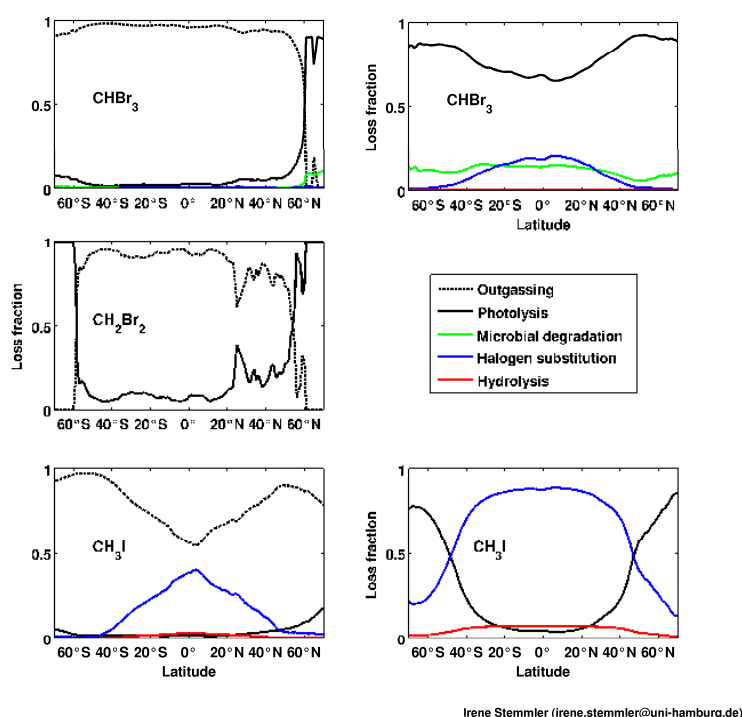 1
0.5
0
CHBr3
60°S 40°S 20°S 0° 20°N 40°N 60°N
Loss fraction
1
0.5
0
CHBr3
60°S 40°S 20°S 0° 20°N 40°N 60°N
Latitude
Loss fraction
1
0.5
0
CH2Br2
60°S 40°S 20°S 0° 20°N 40°N 60°N
Outgassing
Photolysis
Microbial degradation
Halogen substitution
Hydrolysis
1
0.5
0
CH3I
60°S 40°S 20°S 0° 20°N 40°N 60°N
Latitude
Loss fraction
1
0.5
0
CH3I
60°S 40°S 20°S 0° 20°N 40°N 60°N
Latitude
Irene Stemmler (irene.stemmler@uni-hamburg.de)